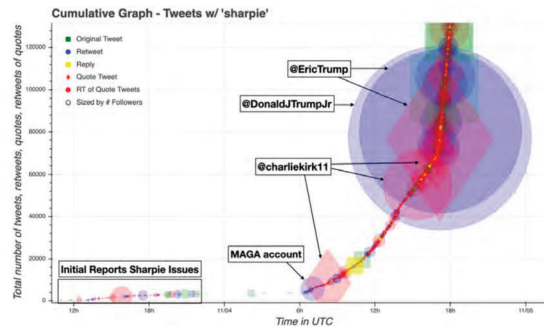 Cumulative Graph - Tweets w/ 'sharpie'
Total number of tweets, retweets, quotes, retweets of quotes
120000
100000
80000
60000
40000
20000
0
Original Tweet
Retweet
Reply
Quote Tweet
RT of Quote Tweets
Sized by # Followers
@EricTrump
@DonaldJTrumpJr
@charliekirk11
MAGA account
Initial Reports Sharpie Issues
12h
18h
11/04
6h
12h
18h
11/05
Time in UTC